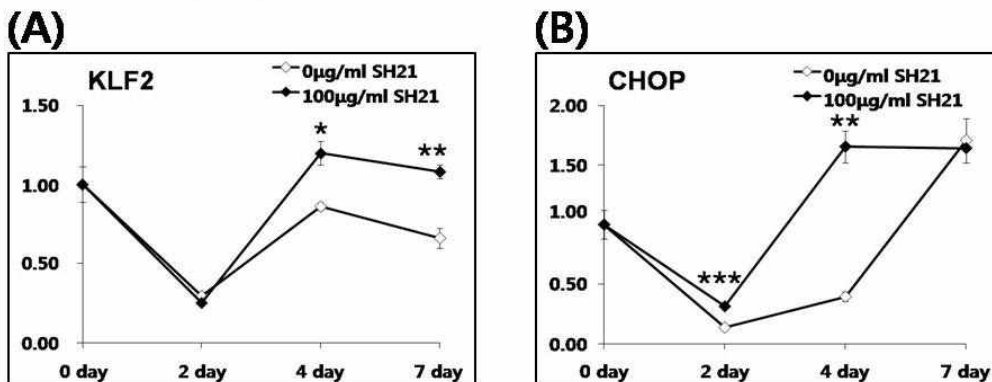 (A)
KLF2
0μg/ml SH21
100μg/ml SH21
1.50
1.00
0.50
0.00
*
**
0 day 2 day 4 day 7 day
(B)
CHOP
0μg/ml SH21
100μg/ml SH21
2.00
1.50
1.00
0.50
0.00
***
**
0 day 2 day 4 day 7 day